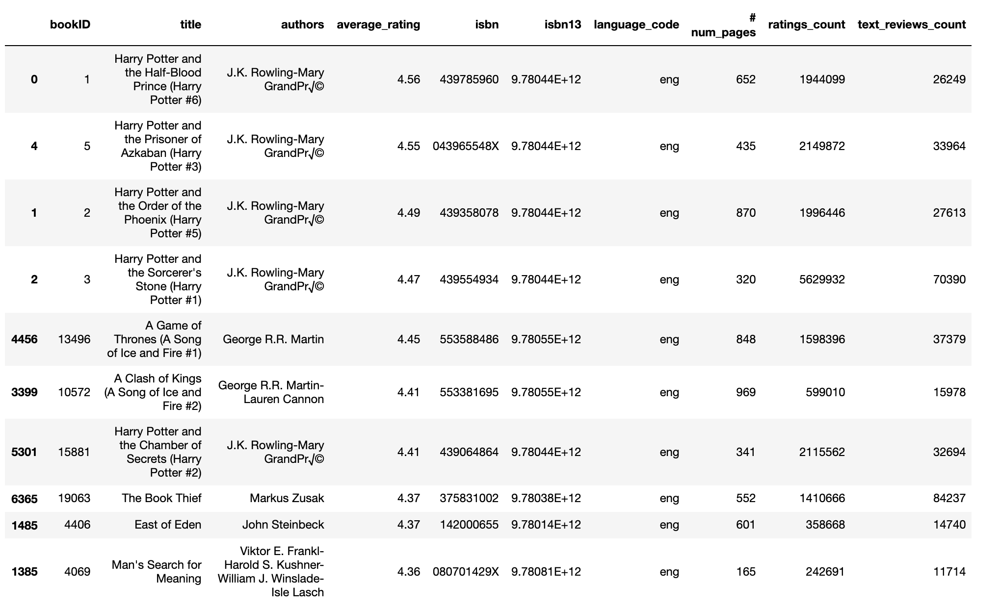 bookID title authors average_rating isbn isbn13 language_code # num_pages ratings_count text_reviews_count
Harry Potter and
the Half-Blood J.K. Rowling-Mary
0 1 4.56 439785960 9.78044E+12 eng 652 1944099 26249
Prince (Harry GrandPr√©
Potter #6)
Harry Potter and
the Prisoner of J.K. Rowling-Mary
4 5 4.55 043965548X 9.78044E+12 eng 435 2149872 33964
Azkaban (Harry GrandPr√©
Potter #3)
Harry Potter and
the Order of the J.K. Rowling-Mary
1 2 4.49 439358078 9.78044E+12 eng 870 1996446 27613
Phoenix (Harry GrandPr√©
Potter #5)
Harry Potter and
the Sorcerer's J.K. Rowling-Mary
2 3 4.47 439554934 9.78044E+12 eng 320 5629932 70390
Stone (Harry GrandPr√©
Potter #1)
A Game of
4456 13496 Thrones (A Song George R.R. Martin 4.45 553588486 9.78055E+12 eng 848 1598396 37379
of Ice and Fire #1)
A Clash of Kings George R.R. Martin-
3399 10572 (A Song of Ice and 4.41 553381695 9.78055E+12 eng 969 599010 15978
Fire #2) Lauren Cannon
Harry Potter and
the Chamber of J.K. Rowling-Mary
5301 15881 4.41 439064864 9.78044E+12 eng 341 2115562 32694
Secrets (Harry GrandPr√©
Potter #2)
6365 19063 The Book Thief Markus Zusak 4.37 375831002 9.78038E+12 eng 552 1410666 84237
1485 4406 East of Eden John Steinbeck 4.37 142000655 9.78014E+12 eng 601 358668 14740
Viktor E. Frankl-
Man's Search for Harold S. Kushner-
1385 4069 4.36 080701429X 9.78081E+12 eng 165 242691 11714
Meaning William J. Winslade-
Isle Lasch